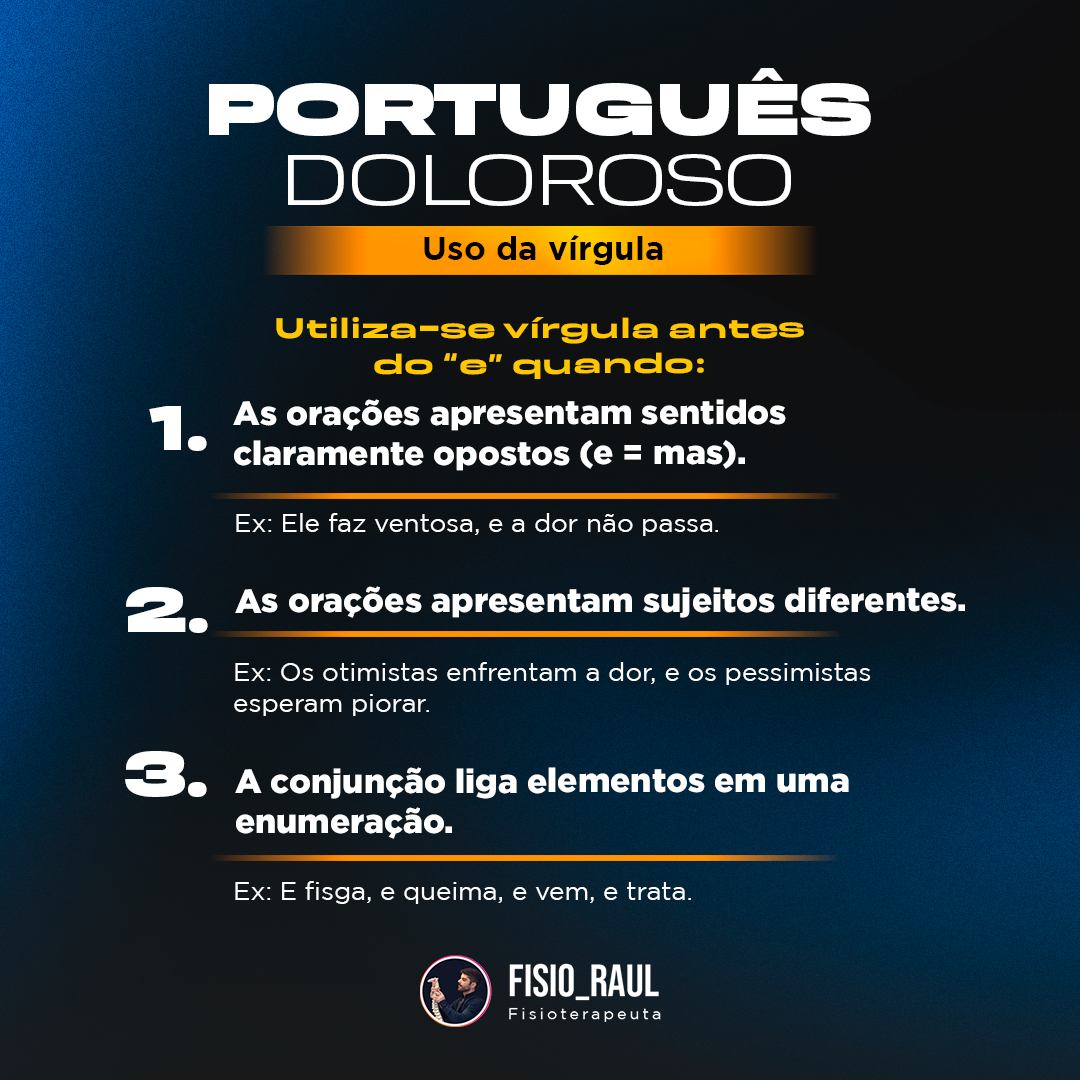 PORTUGUÊS
DOLOROSO
Uso da vírgula
Utiliza-se vírgula antes
do “e” quando:
1. As orações apresentam sentidos
claramente opostos (e = mas).
Ex: Ele faz ventosa, e a dor não passa.
2. As orações apresentam sujeitos diferentes.
Ex: Os otimistas enfrentam a dor, e os pessimistas
esperam piorar.
3. A conjunção liga elementos em uma
enumeração.
Ex: E fisga, e queima, e vem, e trata.
FISIO_RAUL
Fisioterapeuta